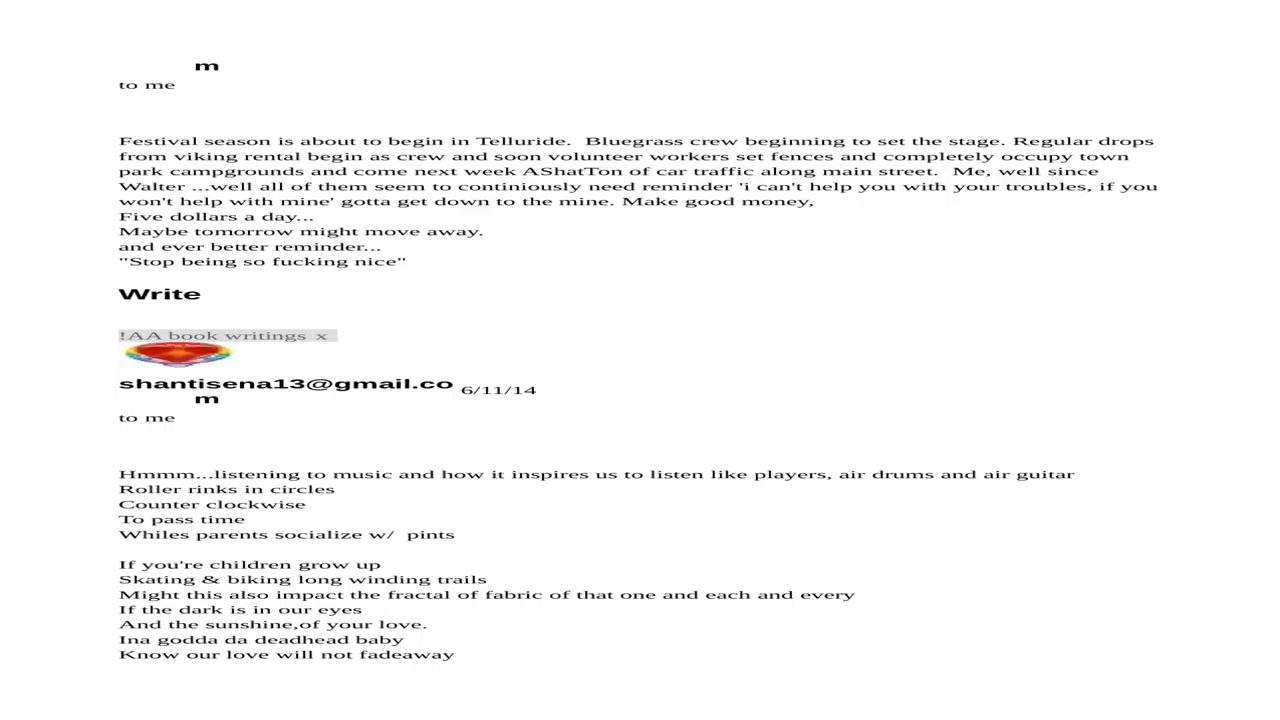 m
to me
Festival season is about to begin in Telluride.  Bluegrass crew beginning to set the stage. Regular drops
from viking rental begin as crew and soon volunteer workers set fences and completely occupy town
park campgrounds and come next week AShatTon of car traffic along main street.  Me, well since
Walter ...well all of them seem to continiously need reminder 'i can't help you with your troubles, if you
won't help with mine' gotta get down to the mine. Make good money,
Five dollars a day...
Maybe tomorrow might move away.
and ever better reminder...
"Stop being so fucking nice"
Write
!AA book writings x
shantisena13@gmail.co 6/11/14
m
to me
Hmmm...listening to music and how it inspires us to listen like players, air drums and air guitar
Roller rinks in circles
Counter clockwise
To pass time
Whiles parents socialize w/  pints
If you're children grow up
Skating & biking long winding trails
Might this also impact the fractal of fabric of that one and each and every
If the dark is in our eyes
And the sunshine,of your love.
Ina godda da deadhead baby
Know our love will not fadeaway